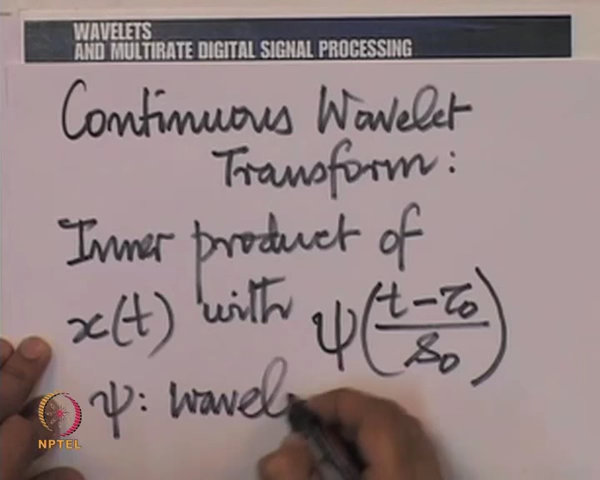 WAVELETS
AND MULTIRATE DIGITAL SIGNAL PROCESSING
Continuous Wavelet
Transform:
Inner product of
x(t) with ψ((t-τ₀)/s₀)
ψ: wavel
NPTEL